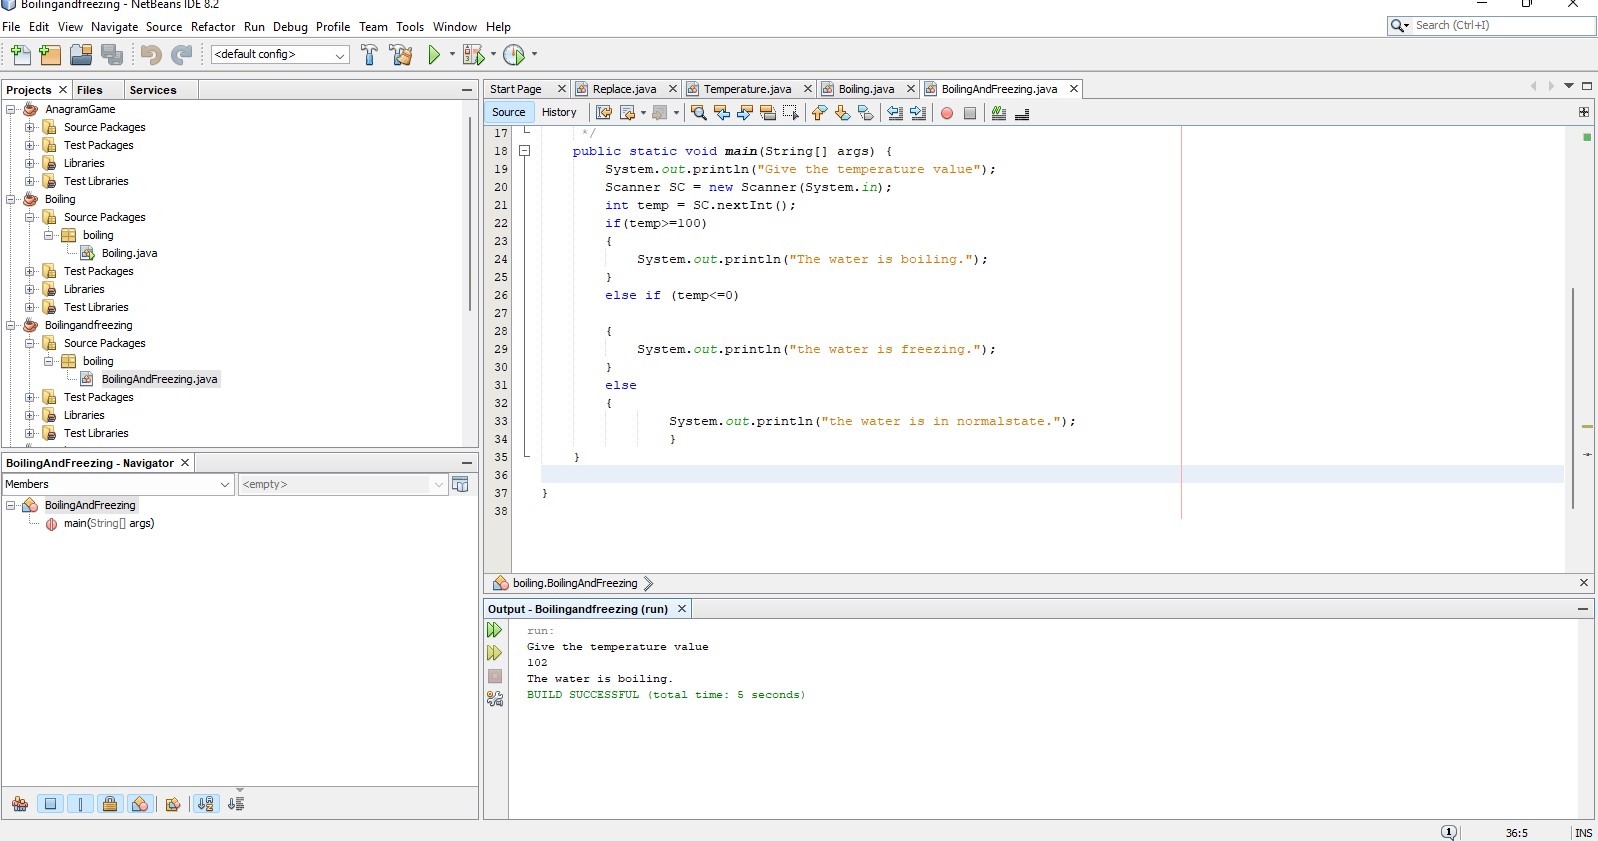 Boilingandfreezing - NetBeans IDE 8.2
File Edit View Navigate Source Refactor Run Debug Profile Team Tools Window Help
Search (Ctrl+I)
<default config>
Projects Files Services
AnagramGame
Source Packages
Test Packages
Libraries
Test Libraries
Boiling
Source Packages
boiling
Boiling.java
Test Packages
Libraries
Test Libraries
Boilingandfreezing
Source Packages
boiling
BoilingAndFreezing.java
Test Packages
Libraries
Test Libraries
BoilingAndFreezing - Navigator
Members <empty>
BoilingAndFreezing
main(String[] args)
Start Page Replace.java Temperature.java Boiling.java BoilingAndFreezing.java
Source History
17 */
18 public static void main(String[] args) {
19 System.out.println("Give the temperature value");
20 Scanner SC = new Scanner(System.in);
21 int temp = SC.nextInt();
22 if(temp>=100)
23 {
24 System.out.println("The water is boiling.");
25 }
26 else if (temp<=0)
27
28 {
29 System.out.println("the water is freezing.");
30 }
31 else
32 {
33 System.out.println("the water is in normalstate.");
34 }
35 }
36
37 }
38
boiling.BoilingAndFreezing
Output - Boilingandfreezing (run)
run:
Give the temperature value
102
The water is boiling.
BUILD SUCCESSFUL (total time: 5 seconds)
1 36:5 INS